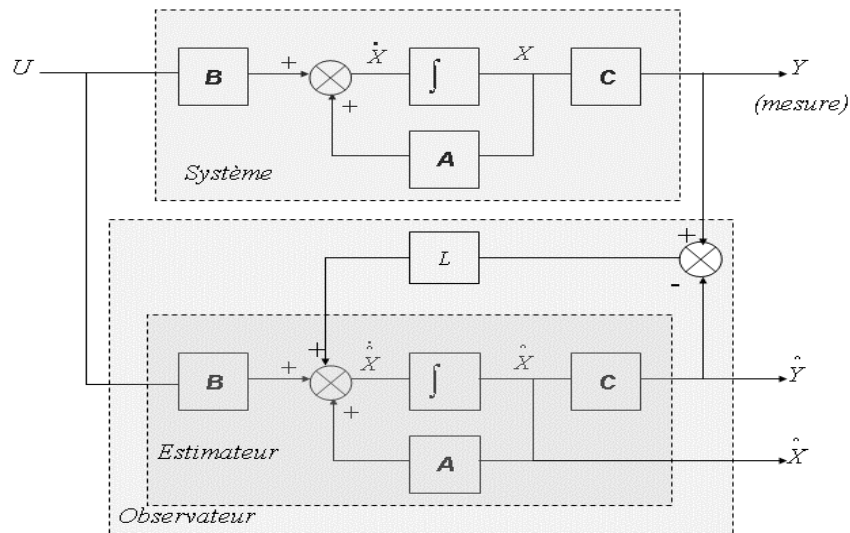 U
B
+
+
Ẋ
∫
X
C
Y
(mesure)
A
Système
+
-
L
+
B
+
+
X̂̇
∫
X̂
C
Ŷ
A
X̂
Estimateur
Observateur